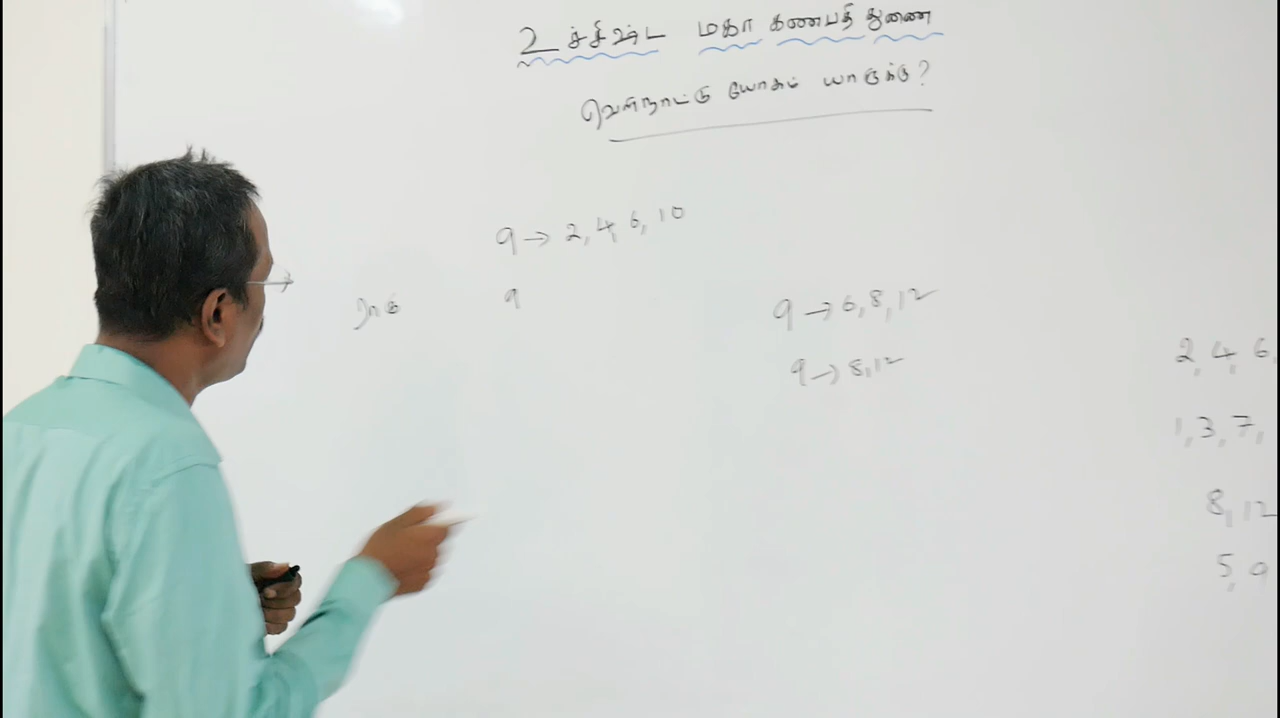 உச்சிஷ்ட மகா கணபதி துணை
வெளிநாட்டு யோகம் யாருக்கு?
9 → 2, 4, 6, 10
ராகு 9
9 → 6, 8, 12
9 → 8, 12
2, 4, 6,
1, 3, 7,
8, 12
5, 9